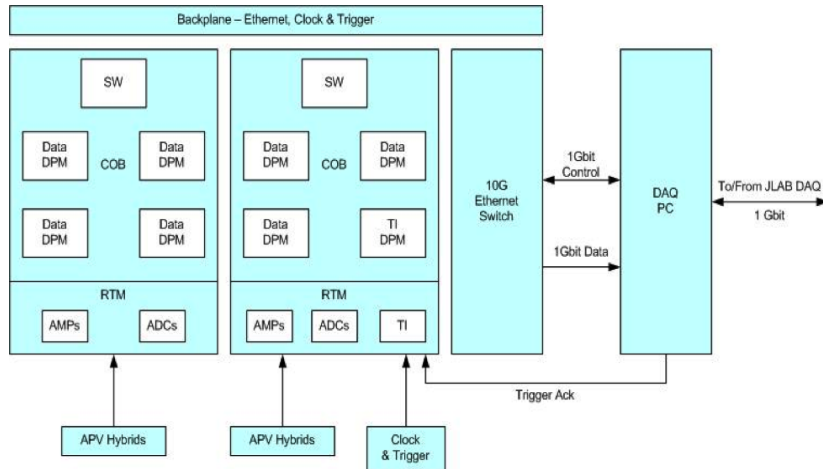 Backplane – Ethernet, Clock & Trigger
SW
Data
DPM
Data
DPM
COB
Data
DPM
Data
DPM
RTM
AMPs
ADCs
SW
Data
DPM
Data
DPM
COB
Data
DPM
TI
DPM
RTM
AMPs
ADCs
TI
10G
Ethernet
Switch
1Gbit
Control
1Gbit Data
DAQ
PC
To/From JLAB DAQ
1 Gbit
Trigger Ack
APV Hybrids
APV Hybrids
Clock
& Trigger